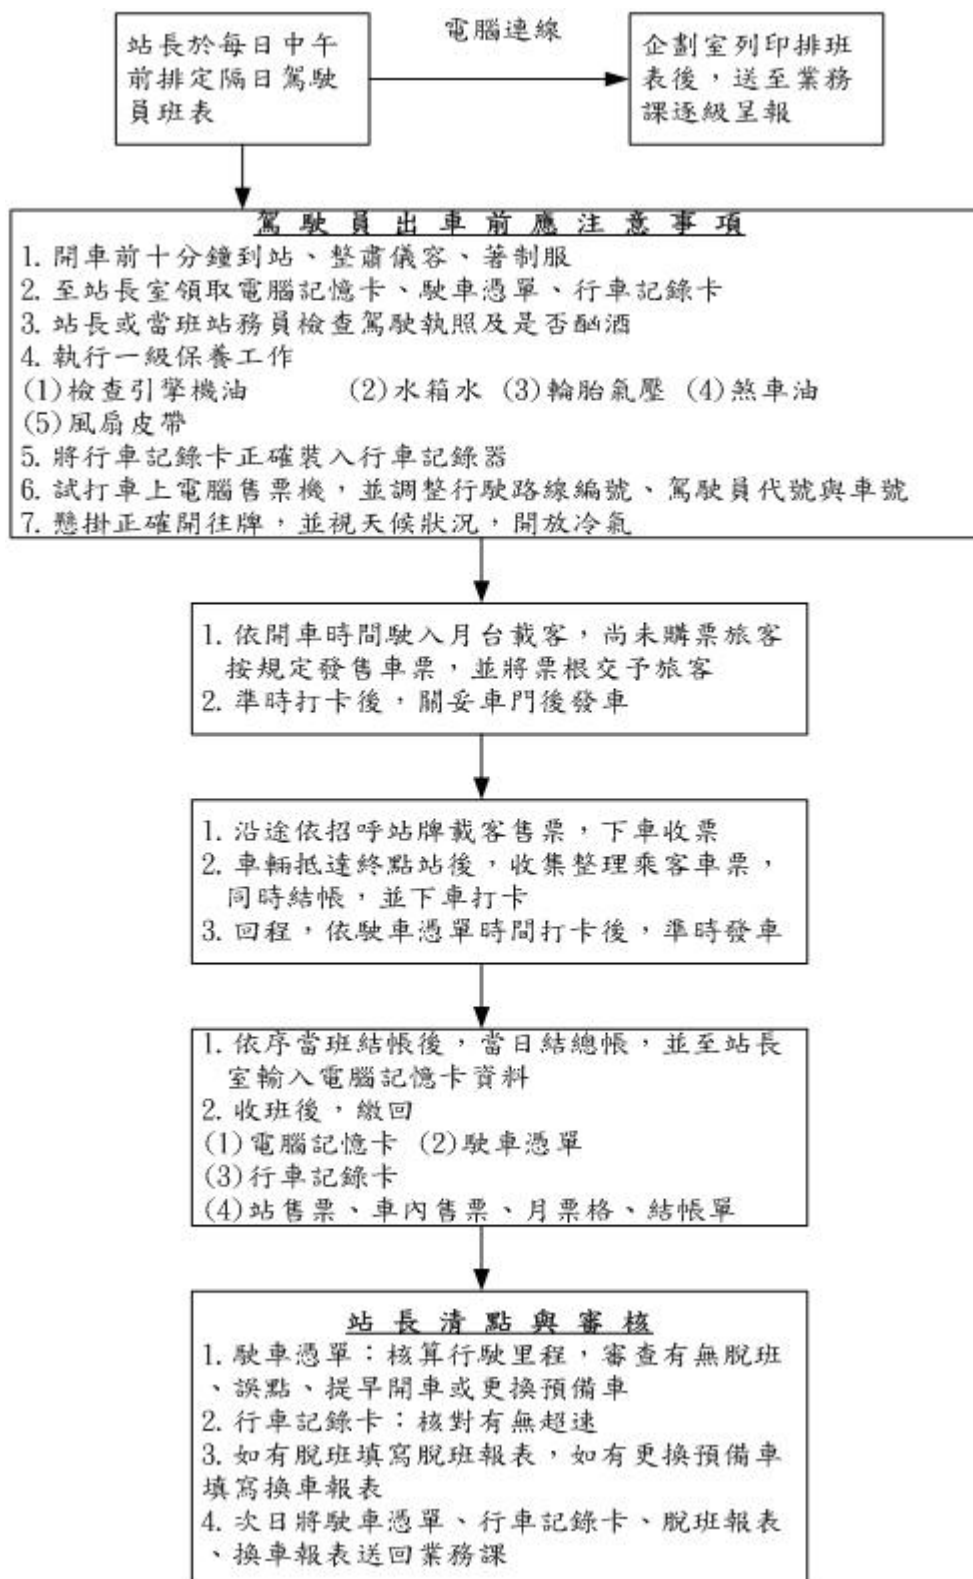 站長於每日中午
前排定隔日駕駛
員班表
電腦連線
企劃室列印排班
表後，送至業務
課逐級呈報
駕駛員出車前應注意事項
1. 開車前十分鐘到站、整肅儀容、著制服
2. 至站長室領取電腦記憶卡、駛車憑單、行車記錄卡
3. 站長或當班站務員檢查駕駛執照及是否酗酒
4. 執行一級保養工作
(1)檢查引擎機油 (2)水箱水 (3)輪胎氣壓 (4)煞車油
(5)風扇皮帶
5. 將行車記錄卡正確裝入行車記錄器
6. 試打車上電腦售票機，並調整行駛路線編號、駕駛員代號與車號
7. 懸掛正確開往牌，並視天候狀況，開放冷氣
1. 依開車時間駛入月台載客，尚未購票旅客
按規定發售車票，並將票根交予旅客
2. 準時打卡後，關妥車門後發車
1. 沿途依招呼站牌載客售票，下車收票
2. 車輛抵達終點站後，收集整理乘客車票，
同時結帳，並下車打卡
3. 回程，依駛車憑單時間打卡後，準時發車
1. 依序當班結帳後，當日結總帳，並至站長
室輸入電腦記憶卡資料
2. 收班後，繳回
(1)電腦記憶卡 (2)駛車憑單
(3)行車記錄卡
(4)站售票、車內售票、月票格、結帳單
站長清點與審核
1. 駛車憑單：核算行駛里程，審查有無脫班
、誤點、提早開車或更換預備車
2. 行車記錄卡：核對有無超速
3. 如有脫班填寫脫班報表，如有更換預備車
填寫換車報表
4. 次日將駛車憑單、行車記錄卡、脫班報表
、換車報表送回業務課